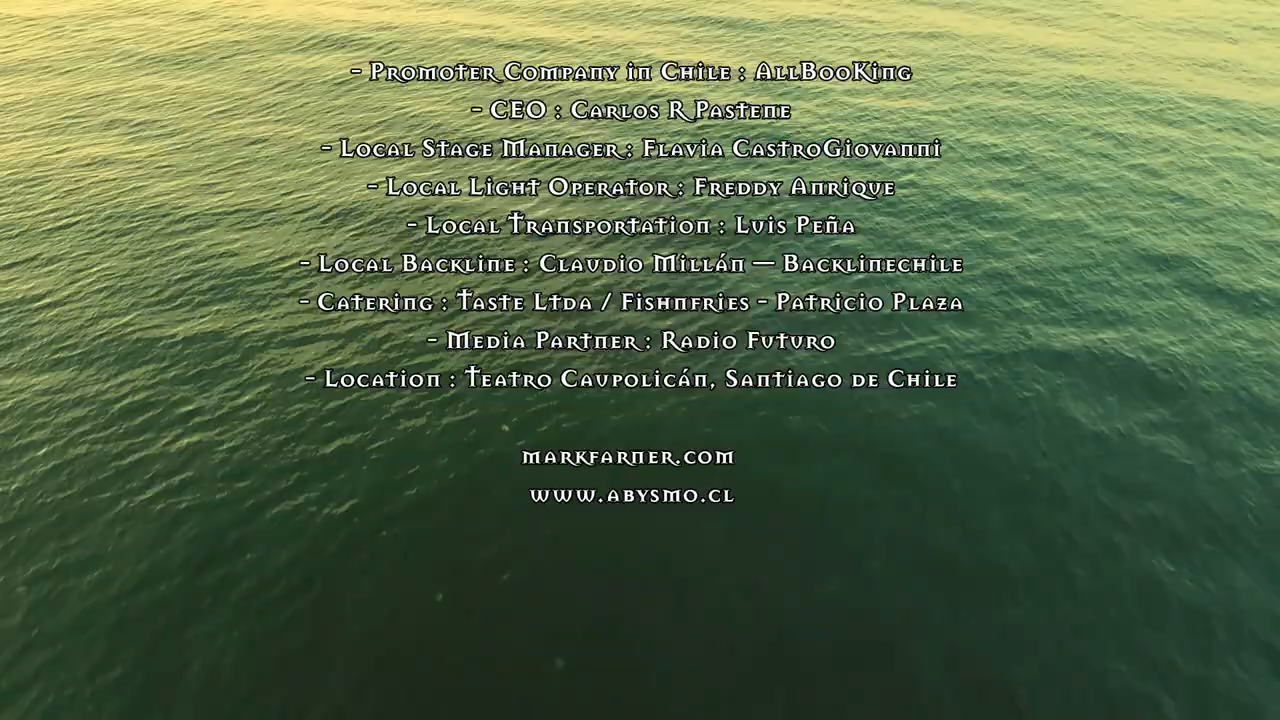 - Promoter Company in Chile : AllBooKing
- CEO : Carlos R Pastene
- Local Stage Manager : Flavia CastroGiovanni
- Local Light Operator : Freddy Anrique
- Local Transportation : Luis Peña
- Local Backline : Claudio Millán — Backlinechile
- Catering : Taste Ltda / Fishnfries - Patricio Plaza
- Media Partner : Radio Futuro
- Location : Teatro Caupolicán, Santiago de Chile
markfarner.com
www.abysmo.cl